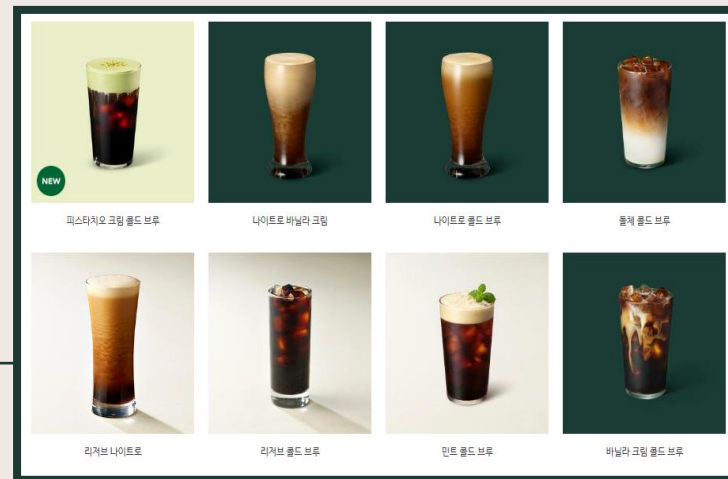 NEW
피스타치오 크림 콜드 브루
나이트로 바닐라 크림
나이트로 콜드 브루
돌체 콜드 브루
리저브 나이트로
리저브 콜드 브루
민트 콜드 브루
바닐라 크림 콜드 브루